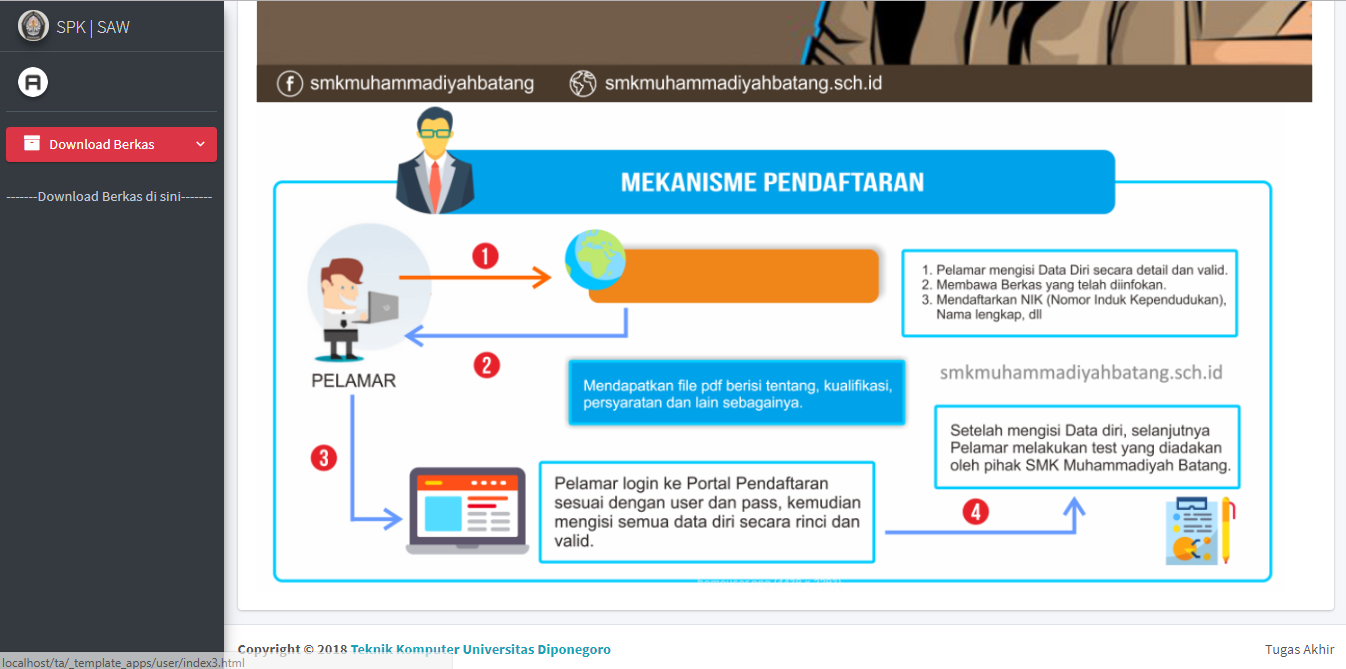 SPK | SAW
Download Berkas
-------Download Berkas di sini-------
smkmuhammadiyahbatang
smkmuhammadiyahbatang.sch.id
MEKANISME PENDAFTARAN
1
1. Pelamar mengisi Data Diri secara detail dan valid.
2. Membawa Berkas yang telah diinfokan.
3. Mendaftarkan NIK (Nomor Induk Kependudukan),
Nama lengkap, dll
2
PELAMAR
Mendapatkan file pdf berisi tentang, kualifikasi,
persyaratan dan lain sebagainya.
smkmuhammadiyahbatang.sch.id
3
Pelamar login ke Portal Pendaftaran
sesuai dengan user dan pass, kemudian
mengisi semua data diri secara rinci dan
valid.
4
Setelah mengisi Data diri, selanjutnya
Pelamar melakukan test yang diadakan
oleh pihak SMK Muhammadiyah Batang.
Copyright © 2018 Teknik Komputer Universitas Diponegoro
Tugas Akhir
localhost/ta/_template_apps/user/index3.html